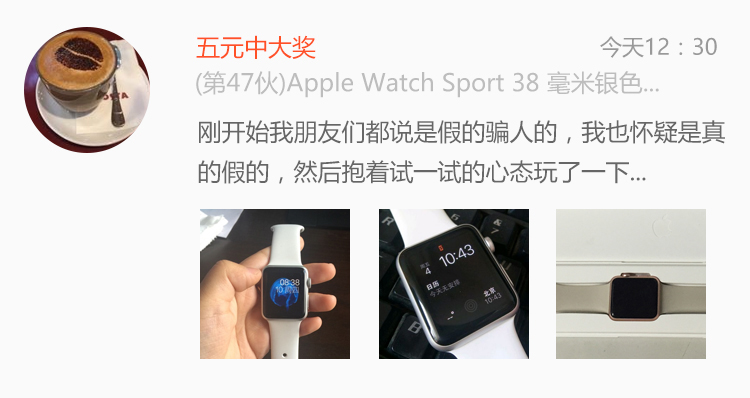 五元中大奖
今天12：30
(第47伙)Apple Watch Sport 38 毫米银色...
刚开始我朋友们都说是假的骗人的，我也怀疑是真
的假的，然后抱着试一试的心态玩了一下...
08:38
10:43
4
日历
今天无安排
北京
10:43